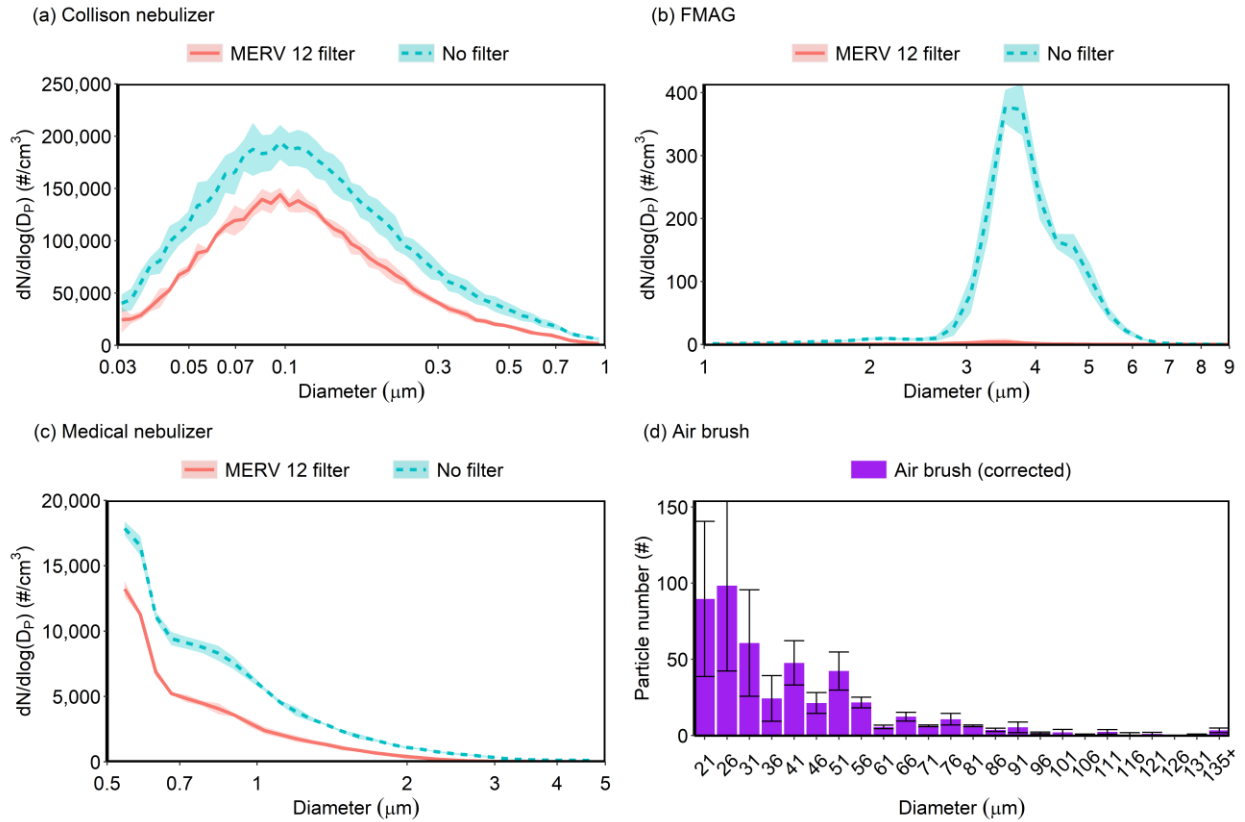 (a) Collison nebulizer
MERV 12 filter
No filter
dN/dlog(DP) (#/cm3)
250,000
200,000
150,000
100,000
50,000
0
0.03 0.05 0.07 0.1 0.3 0.5 0.7 1
Diameter (μm)
(b) FMAG
MERV 12 filter
No filter
dN/dlog(DP) (#/cm3)
400
300
200
100
0
1 2 3 4 5 6 7 8 9
Diameter (μm)
(c) Medical nebulizer
MERV 12 filter
No filter
dN/dlog(DP) (#/cm3)
20,000
15,000
10,000
5,000
0
0.5 0.7 1 2 3 4 5
Diameter (μm)
(d) Air brush
Air brush (corrected)
Particle number (#)
150
100
50
0
21 26 31 36 41 46 51 56 61 66 71 76 81 86 91 96 101 106 111 116 121 126 131 135+
Diameter (μm)